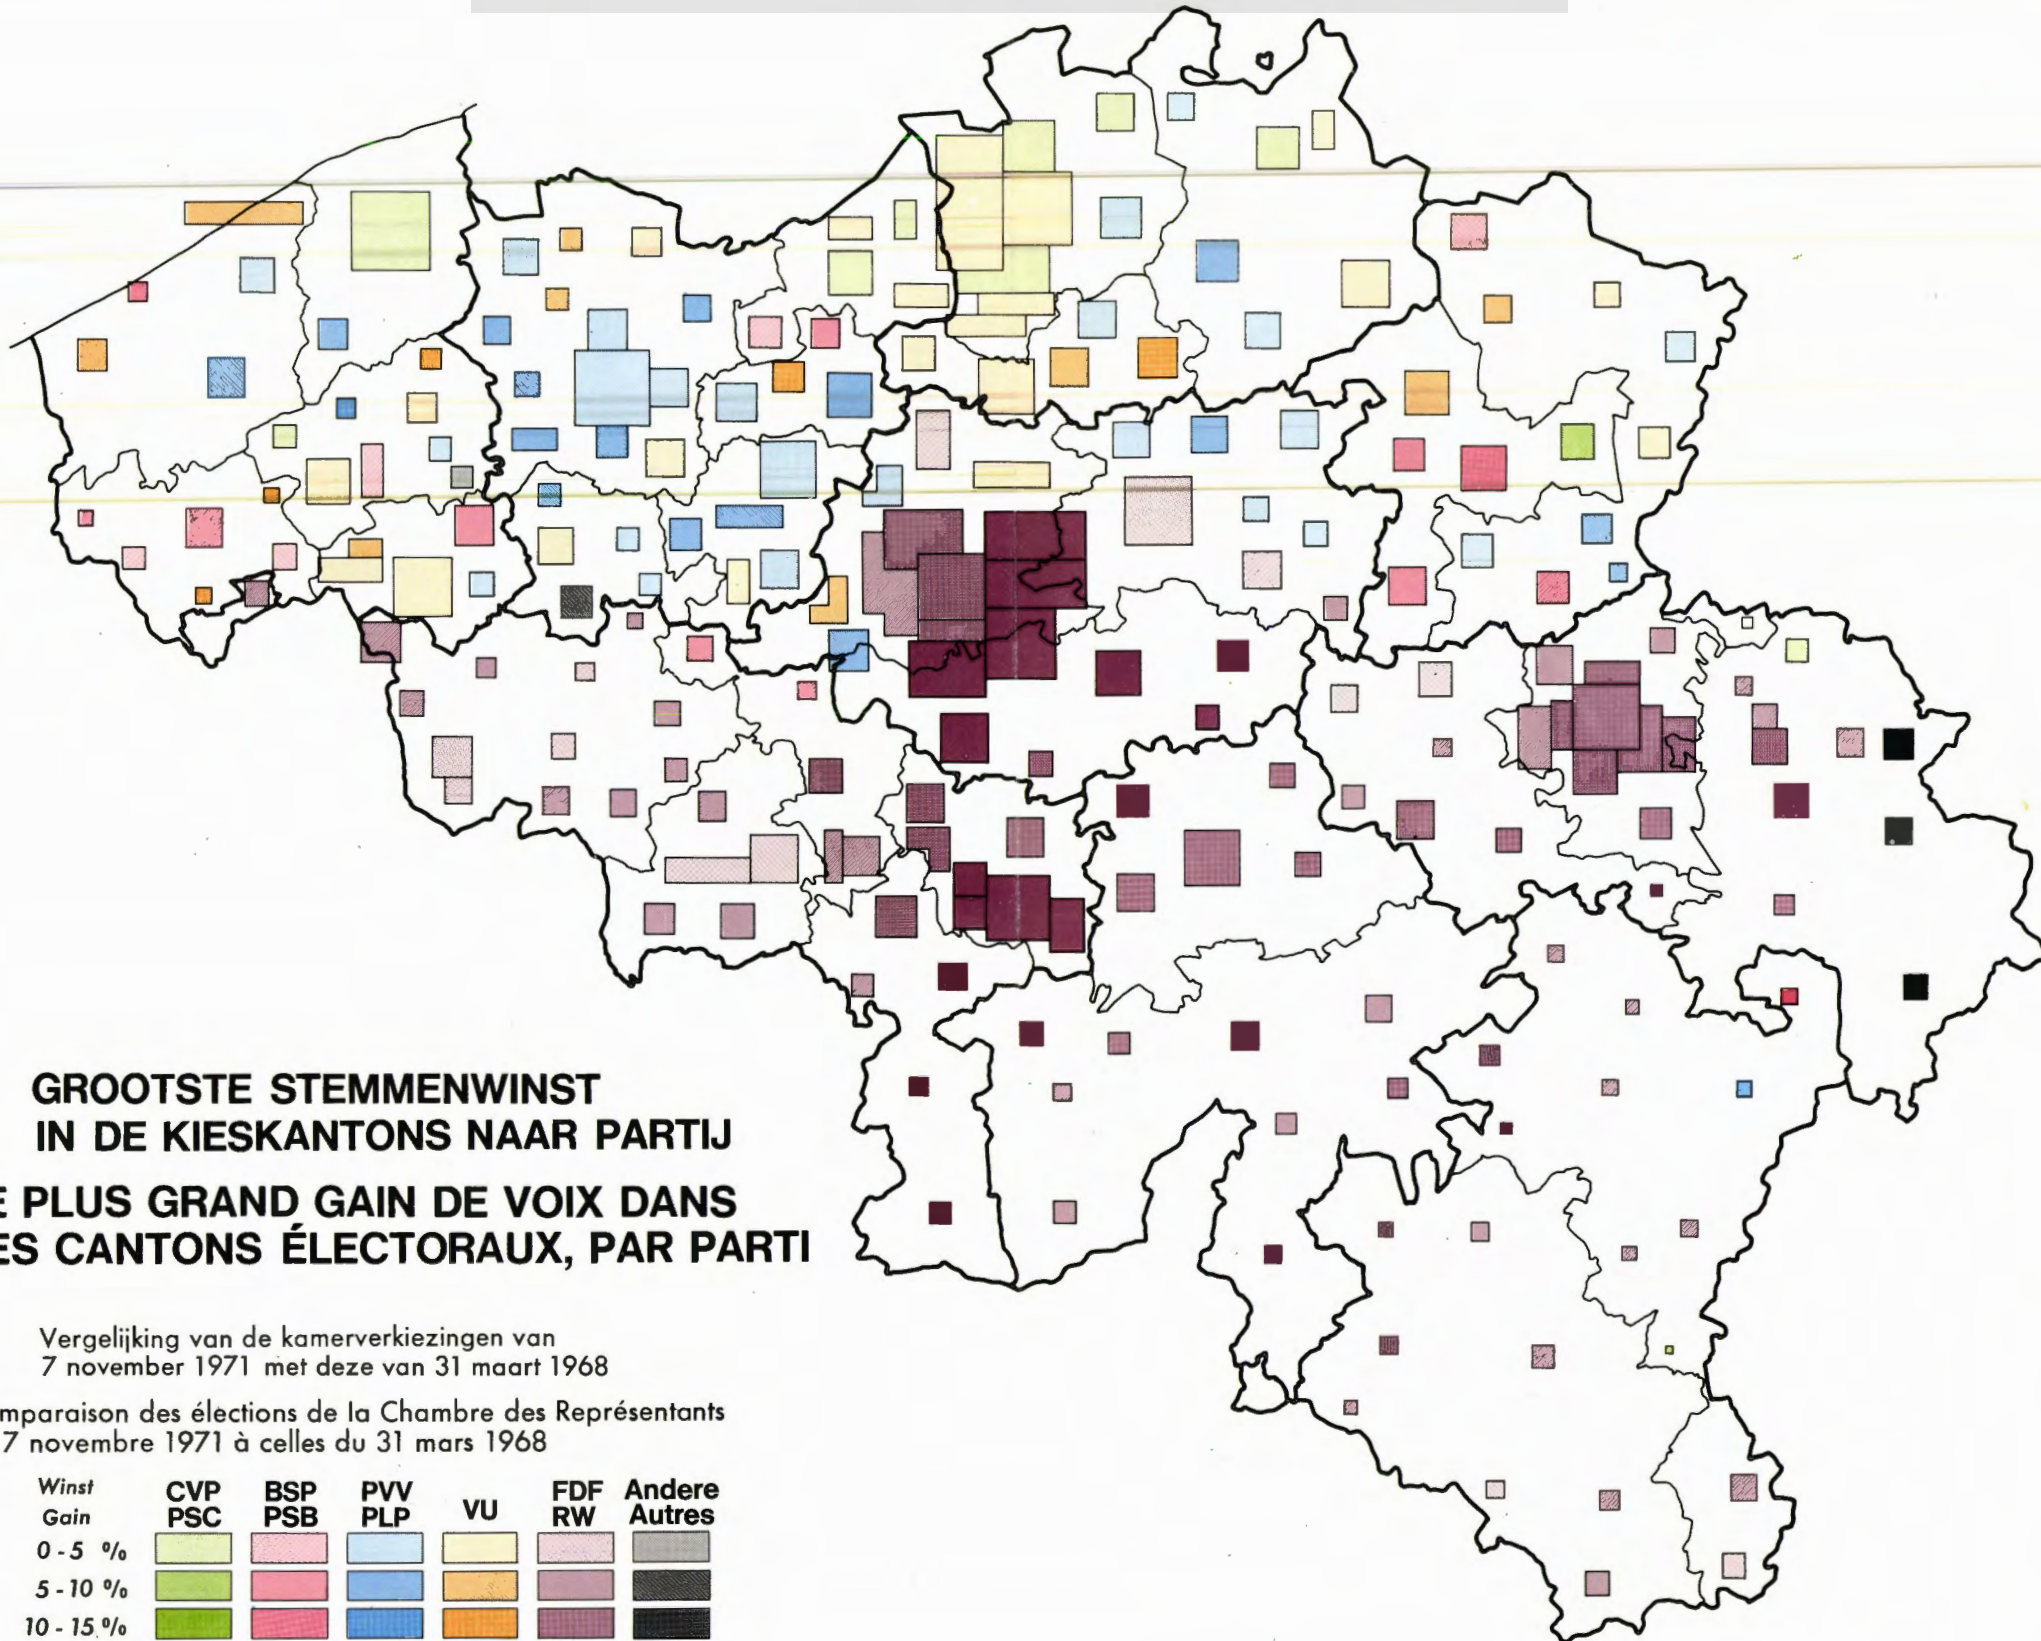 GROOTSTE STEMMENWINST
IN DE KIESKANTONS NAAR PARTIJ
E PLUS GRAND GAIN DE VOIX DANS
ES CANTONS ÉLECTORAUX, PAR PARTI
Vergelijking van de kamerverkiezingen van
7 november 1971 met deze van 31 maart 1968
mparaison des élections de la Chambre des Représentants
7 novembre 1971 à celles du 31 mars 1968
Winst CVP BSP PVV VU FDF Andere
Gain PSC PSB PLP RW Autres
0-5 %
5-10 %
10-15 %